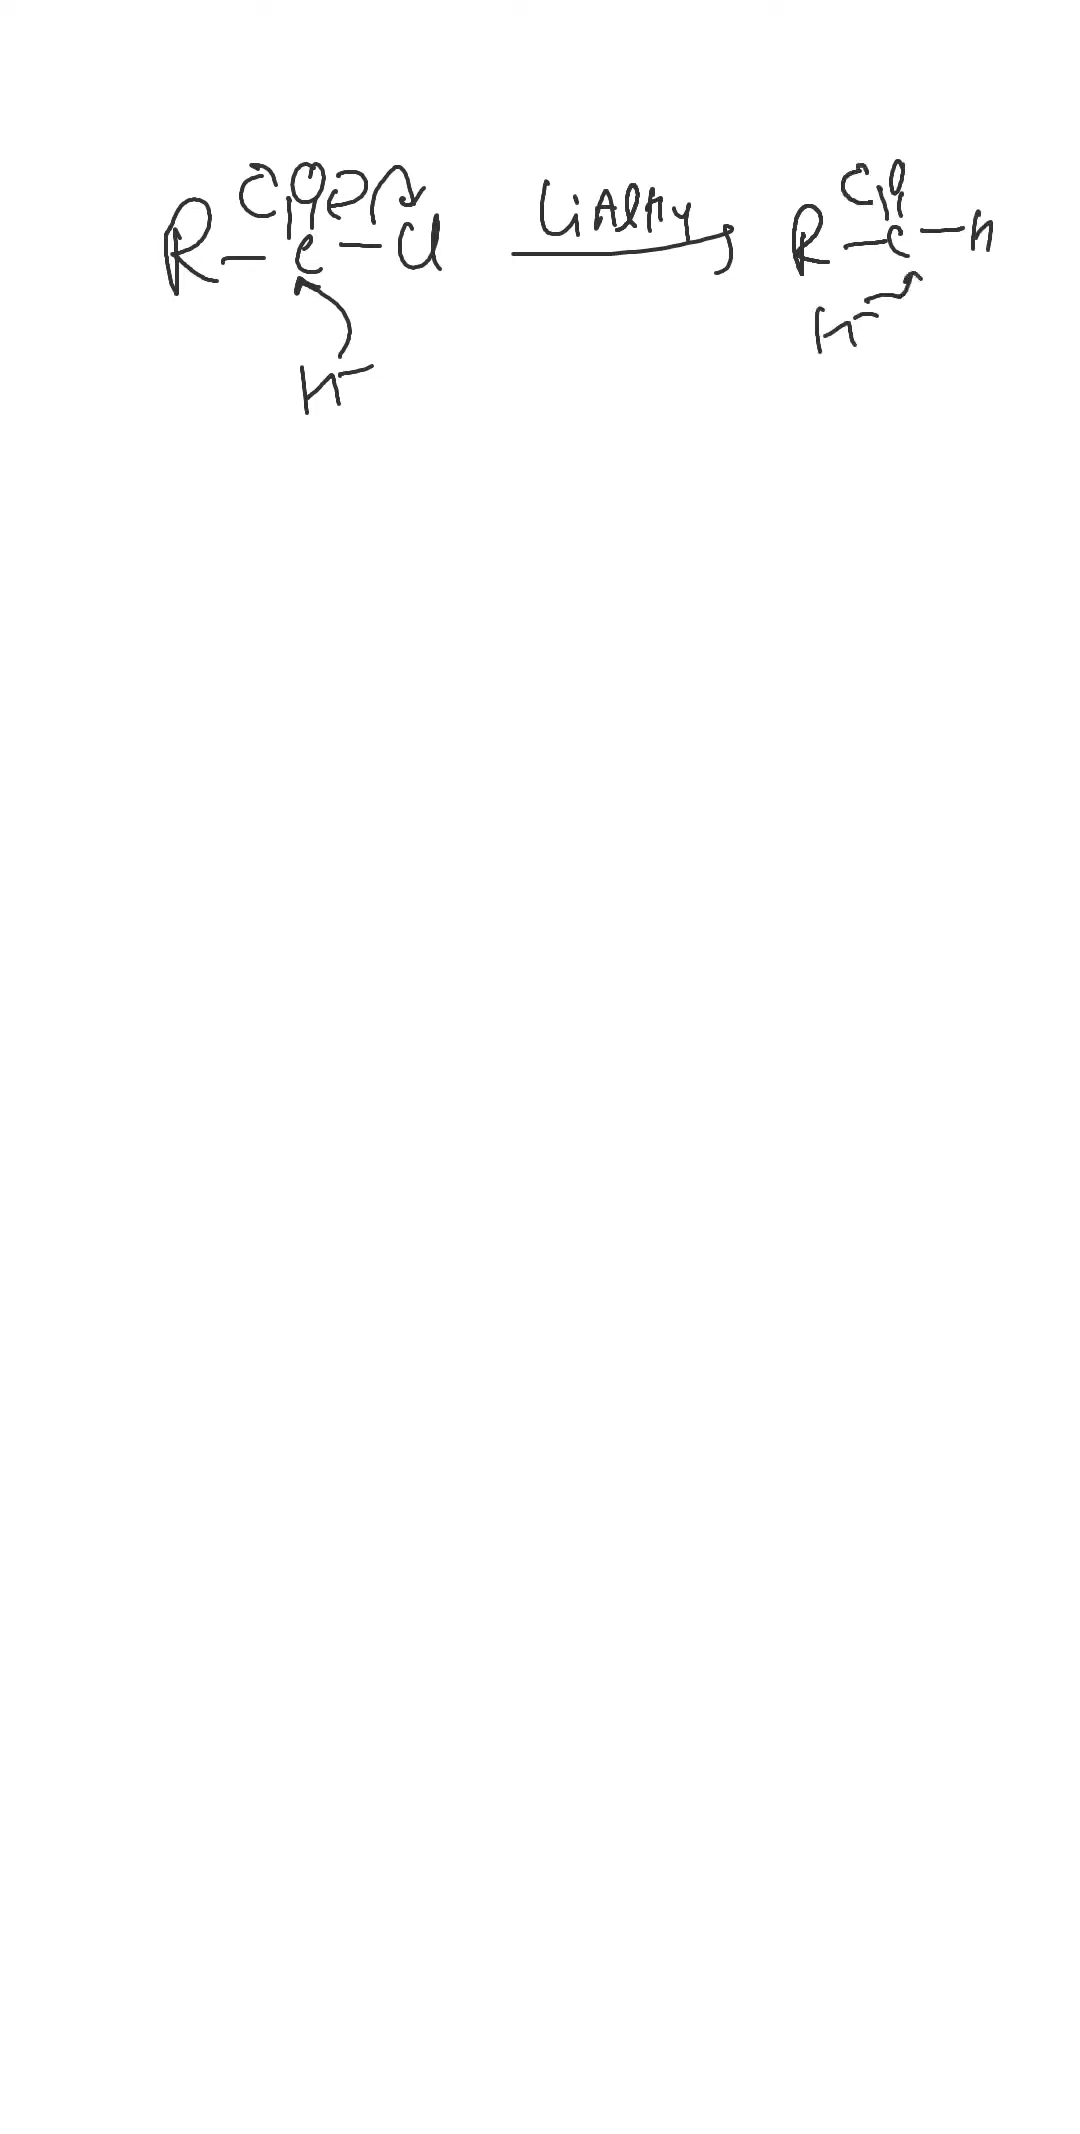 O O
R – C – Cl LiAlH4 R – C – H
H– H–